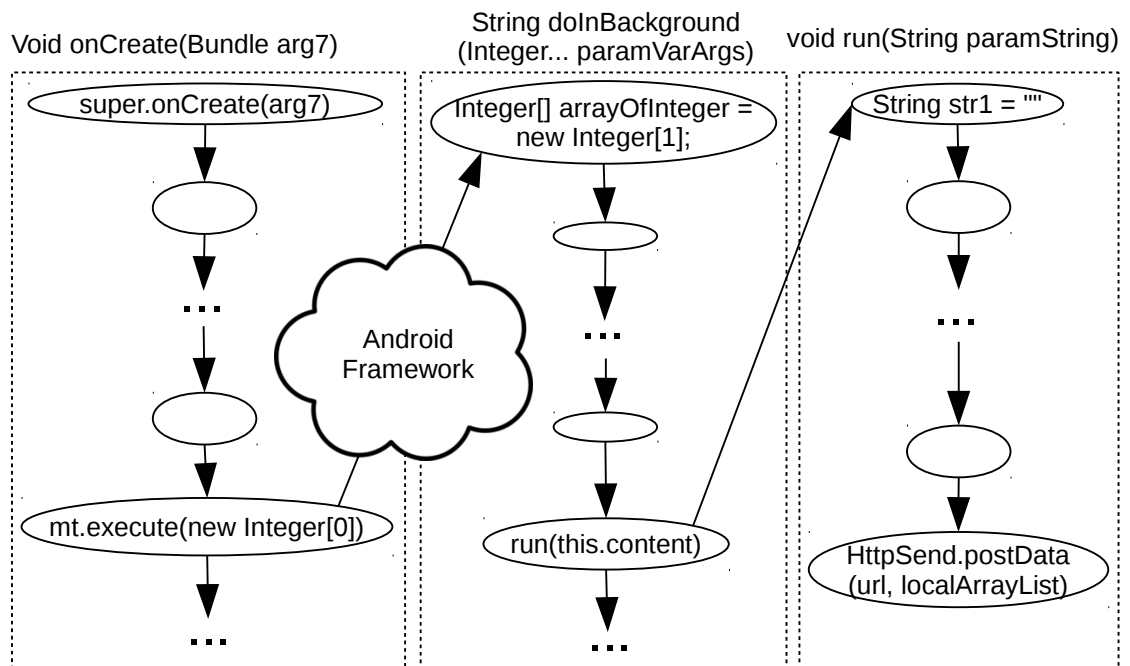 Void onCreate(Bundle arg7)
super.onCreate(arg7)
...
mt.execute(new Integer[0])
...
Android
Framework
String doInBackground
(Integer... paramVarArgs)
Integer[] arrayOfInteger =
new Integer[1];
...
run(this.content)
...
void run(String paramString)
String str1 = ""
...
HttpSend.postData
(url, localArrayList)